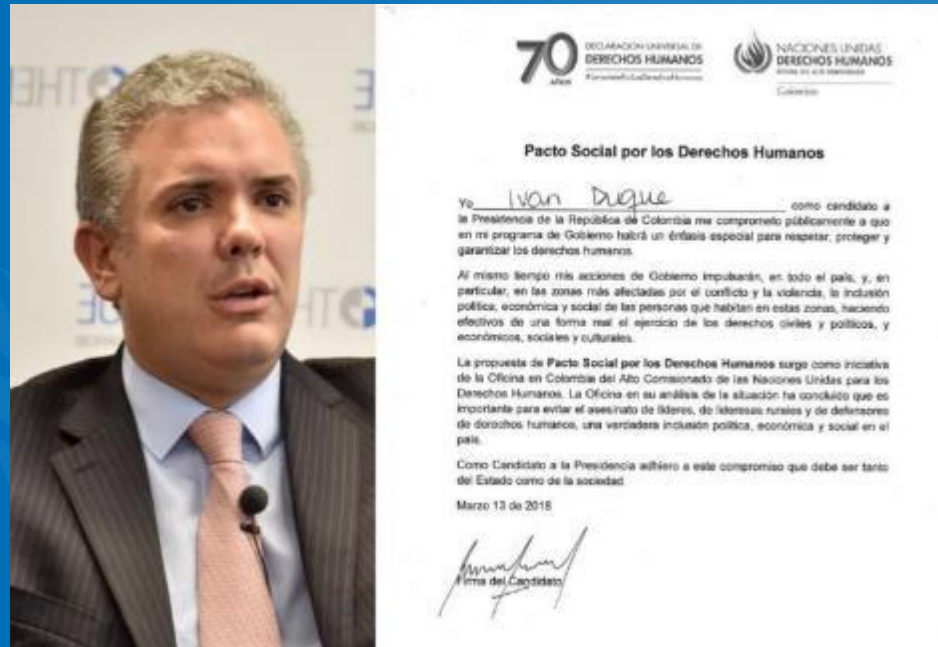 THE
70
AÑOS
DECLARACIÓN UNIVERSAL DE
DERECHOS HUMANOS
NACIONES UNIDAS
DERECHOS HUMANOS
OFICINA DEL ALTO COMISIONADO
Colombia
Pacto Social por los Derechos Humanos
Yo Ivan Duque como candidato a
la Presidencia de la República de Colombia me comprometo públicamente a que
en mi programa de Gobierno habrá un énfasis especial para respetar, proteger y
garantizar los derechos humanos.
Al mismo tiempo mis acciones de Gobierno impulsarán, en todo el país, y, en
particular, en las zonas más afectadas por el conflicto y la violencia, la inclusión
política, económica y social de las personas que habitan en estas zonas, haciendo
efectivos de una forma real el ejercicio de los derechos civiles y políticos, y
económicos, sociales y culturales.
La propuesta de Pacto Social por los Derechos Humanos surge como iniciativa
de la Oficina en Colombia del Alto Comisionado de las Naciones Unidas para los
Derechos Humanos. La Oficina en su análisis de la situación ha concluido que es
importante para evitar el asesinato de líderes, de lideresas rurales y de defensores
de derechos humanos, una verdadera inclusión política, económica y social en el
país.
Como Candidato a la Presidencia adhiero a este compromiso que debe ser tanto
del Estado como de la sociedad.
Marzo 13 de 2018
Firma del Candidato